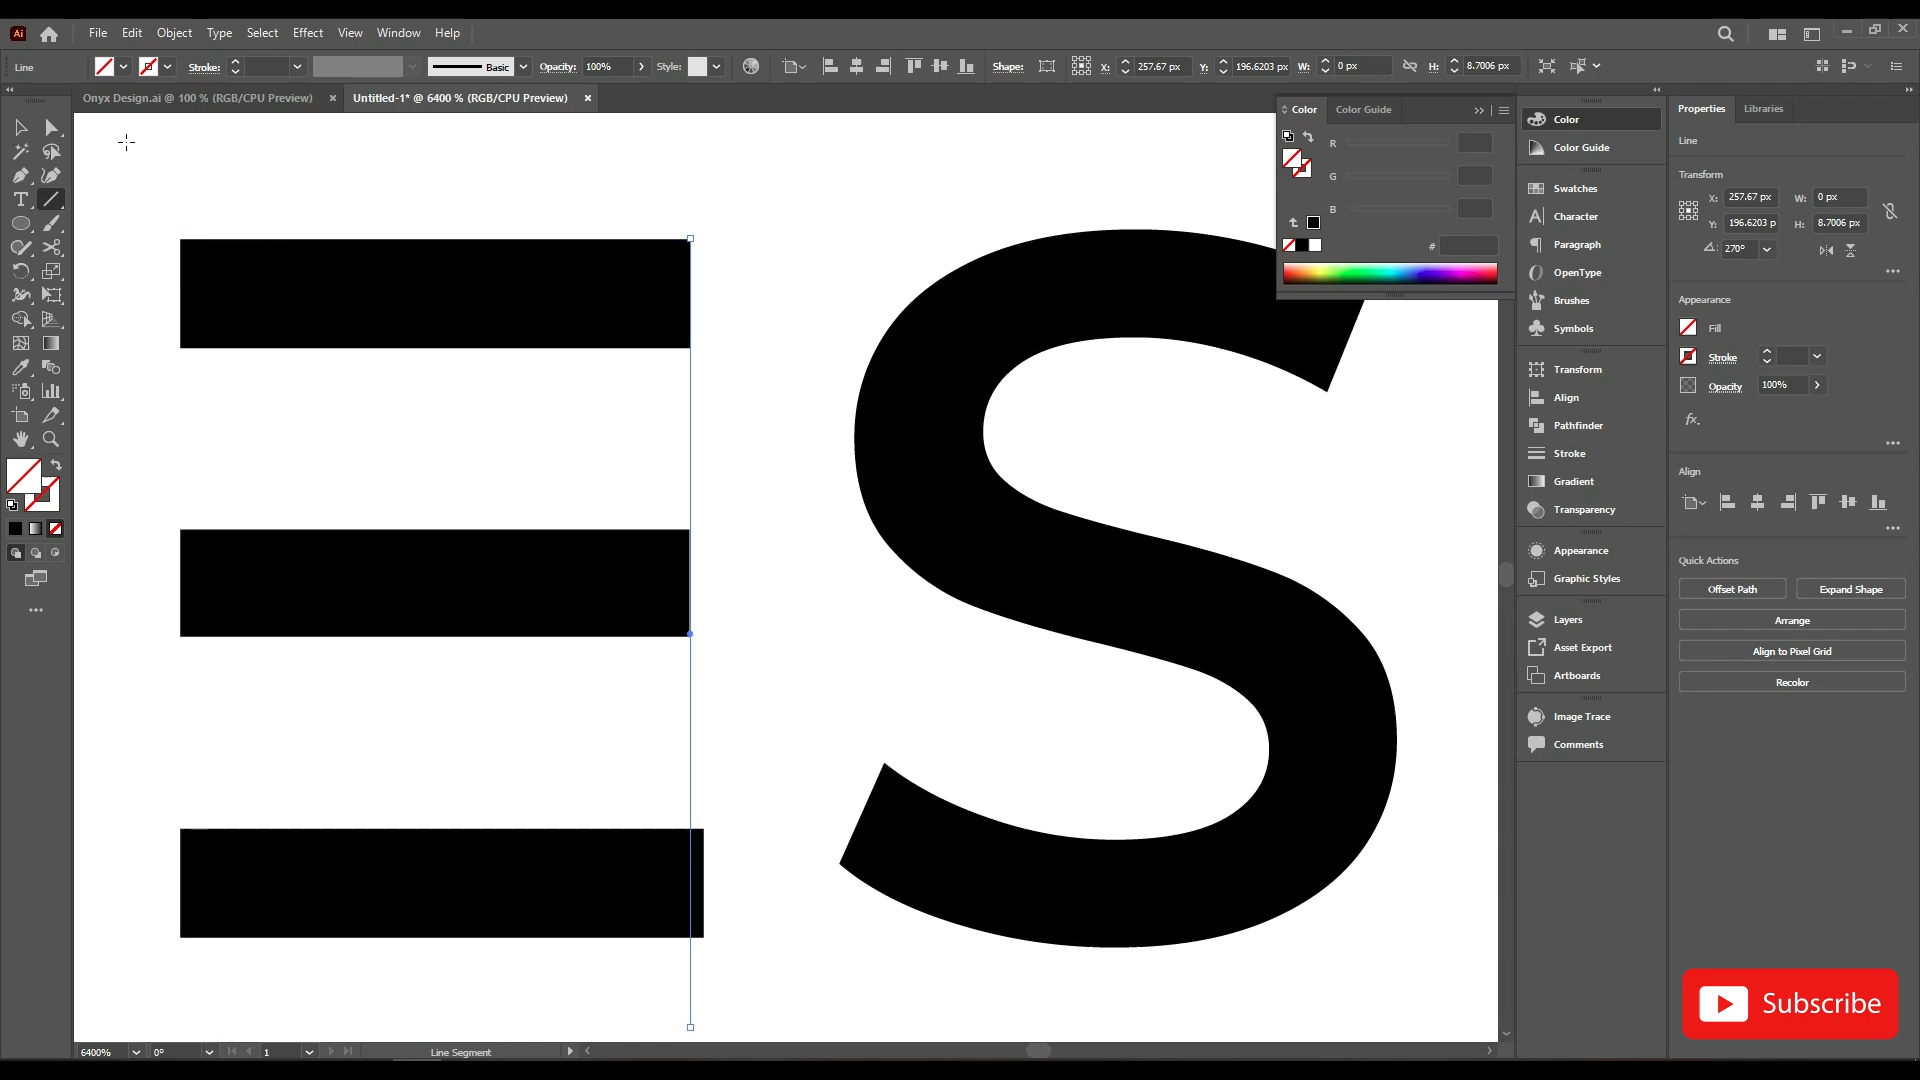 Ai File Edit Object Type Select Effect View Window Help
Line Stroke: Basic Opacity: 100% Style: Shape: X: 257.67 px Y: 196.6203 px W: 0 px H: 8.7006 px
Onyx Design.ai @ 100 % (RGB/CPU Preview) × Untitled-1* @ 6400 % (RGB/CPU Preview) ×
Color Color Guide
R
G
B
#
S
Color
Color Guide
Swatches
Character
Paragraph
OpenType
Brushes
Symbols
Transform
Align
Pathfinder
Stroke
Gradient
Transparency
Appearance
Graphic Styles
Layers
Asset Export
Artboards
Image Trace
Comments
Properties Libraries
Line
Transform
X: 257.67 px W: 0 px
Y: 196.6203 p H: 8.7006 px
270°
Appearance
Fill
Stroke
Opacity 100%
fx.
Align
Quick Actions
Offset Path Expand Shape
Arrange
Align to Pixel Grid
Recolor
Subscribe
6400% 0° 1 Line Segment